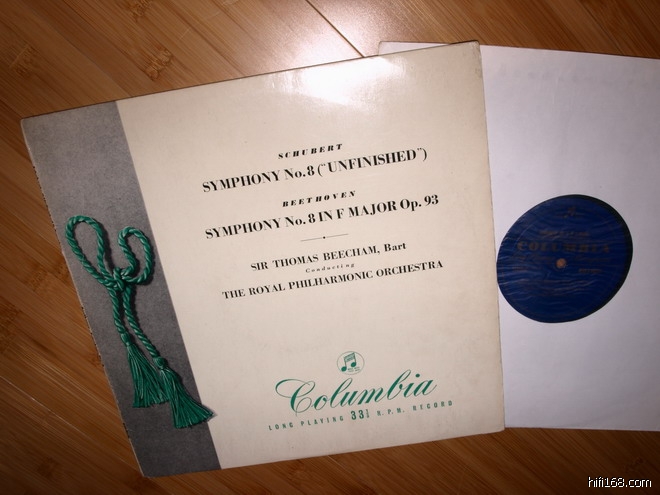 SCHUBERT
SYMPHONY No. 8 ("UNFINISHED")
BEETHOVEN
SYMPHONY No. 8 IN F MAJOR Op. 93
SIR THOMAS BEECHAM, Bart
Conducting
THE ROYAL PHILHARMONIC ORCHESTRA
Columbia
LONG PLAYING 33⅓ R.P.M. RECORD
COLUMBIA
hifi168.com